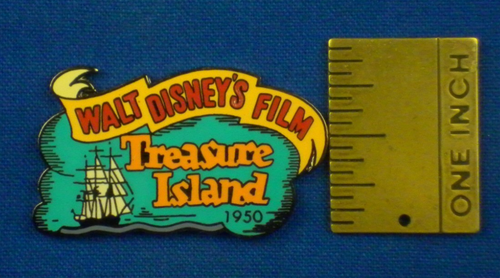 WALT DISNEY'S FILM
Treasure
Island
1950
ONE INCH